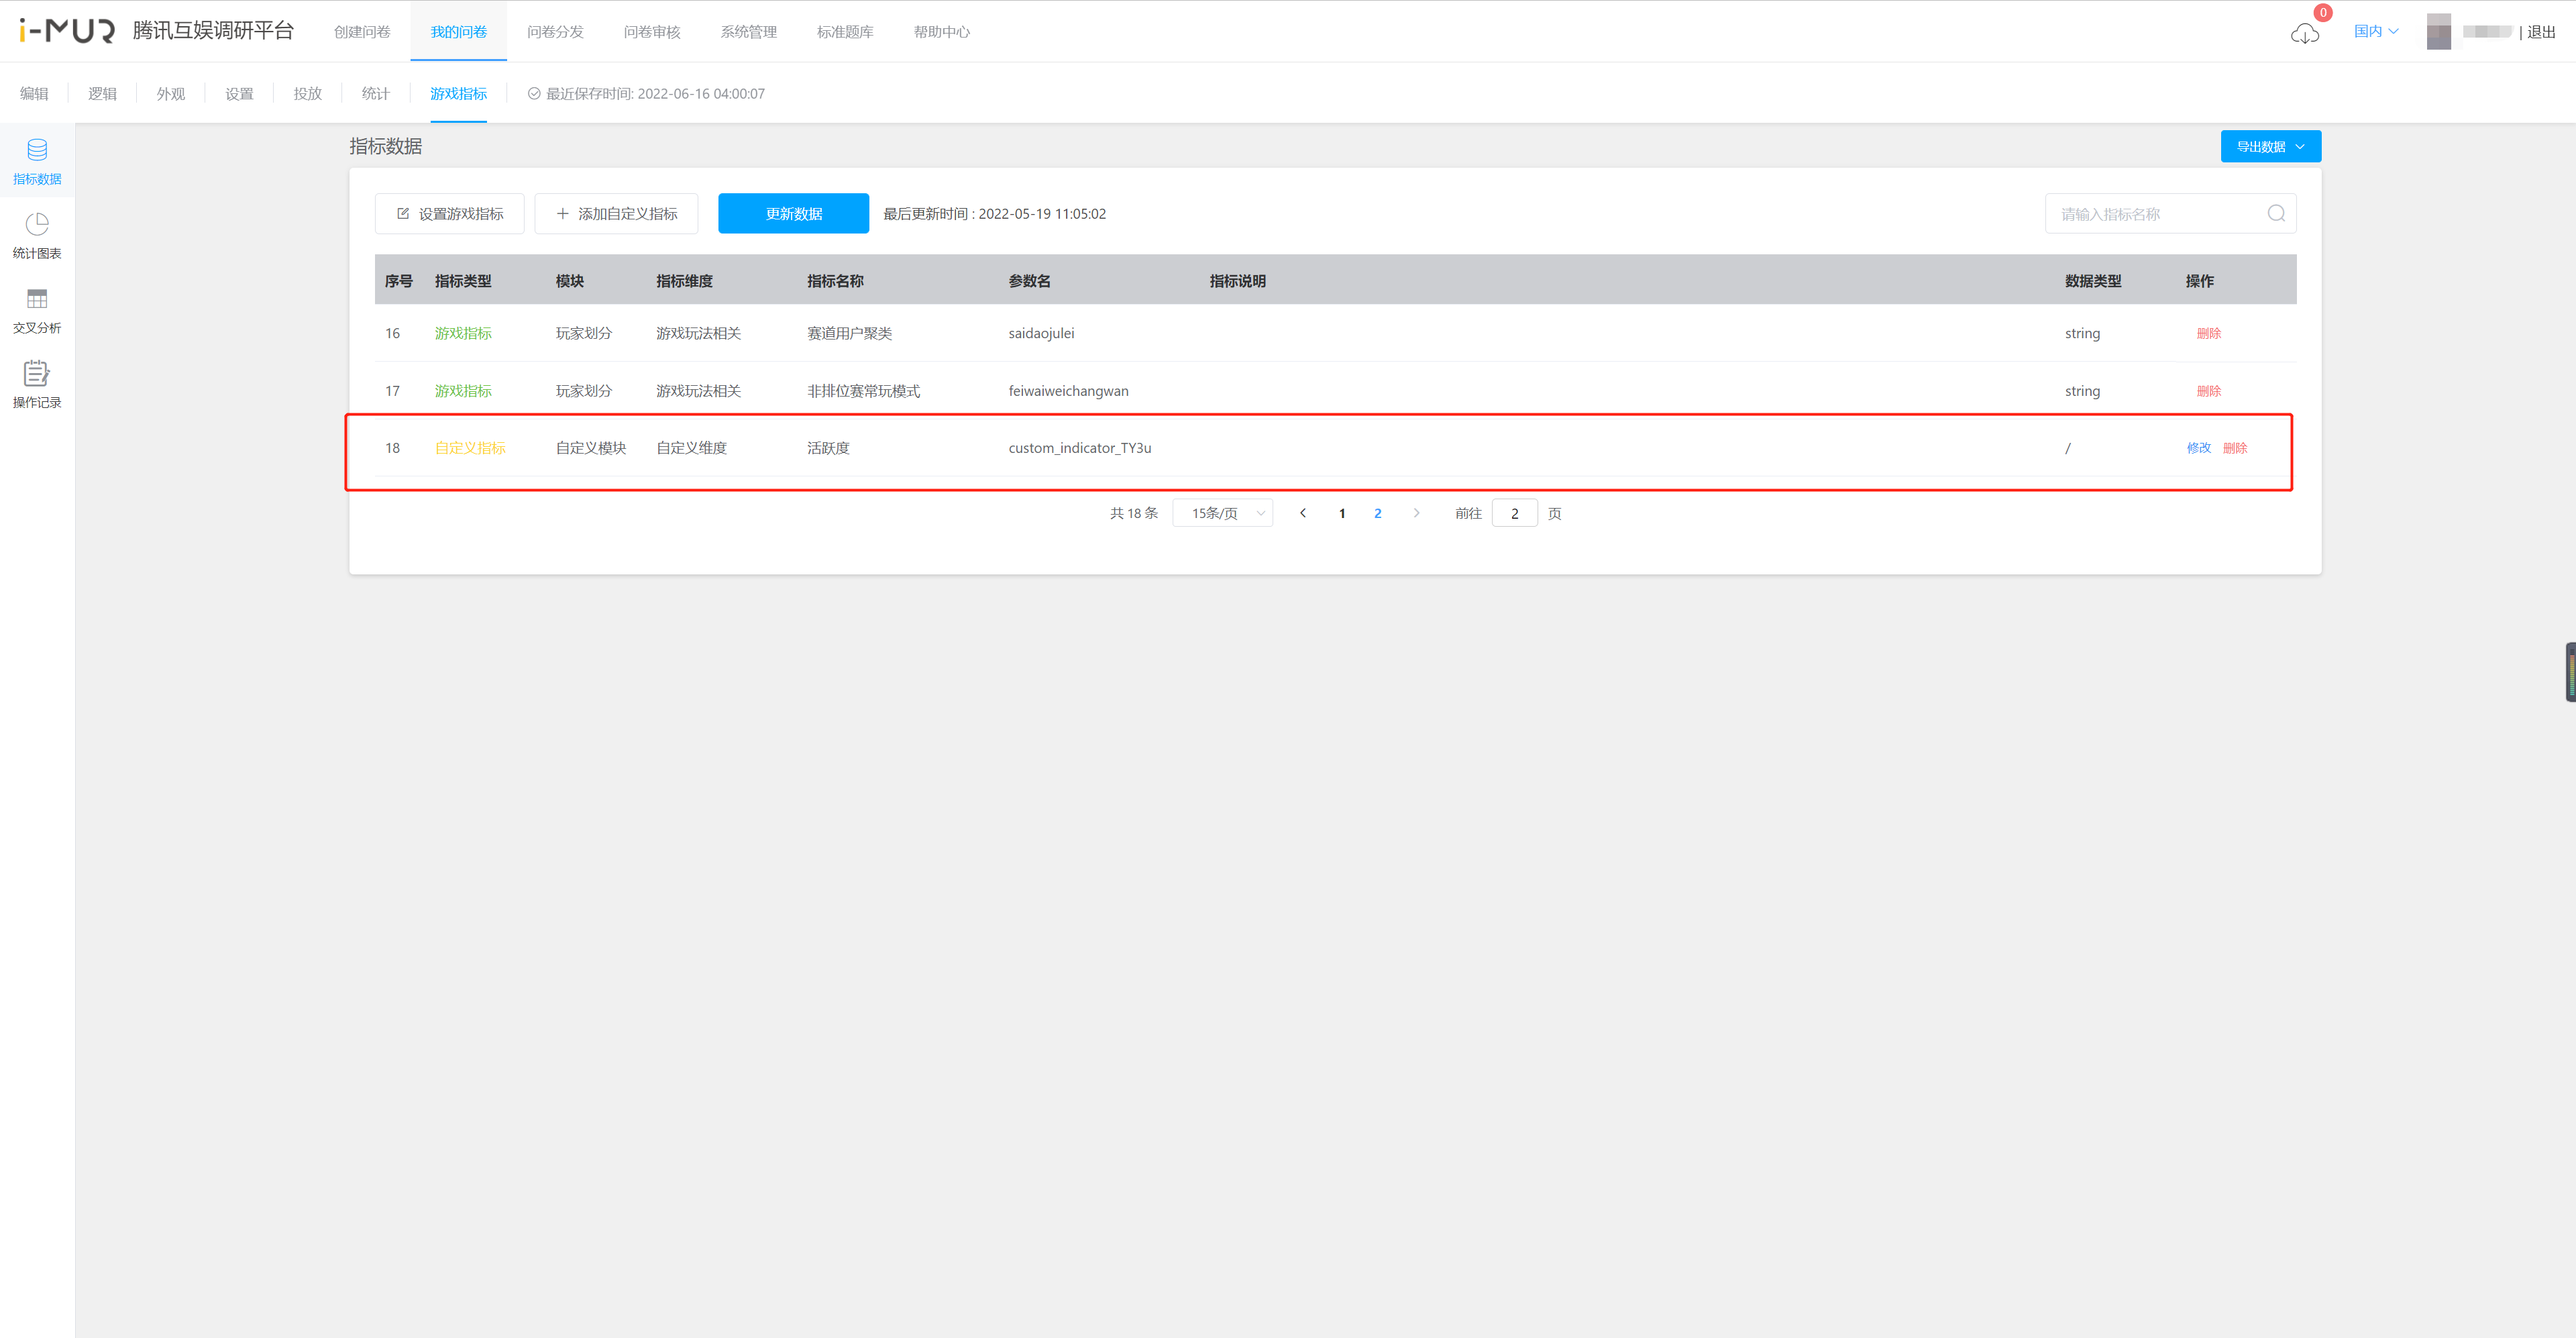 i-MUR 腾讯互娱调研平台 创建问卷 我的问卷 问卷分发 问卷审核 系统管理 标准题库 帮助中心 0 国内 | 退出
编辑 逻辑 外观 设置 投放 统计 游戏指标 最近保存时间: 2022-06-16 04:00:07
指标数据
统计图表
交叉分析
操作记录
指标数据 导出数据
设置游戏指标 添加自定义指标 更新数据 最后更新时间 : 2022-05-19 11:05:02 请输入指标名称
序号 指标类型 模块 指标维度 指标名称 参数名 指标说明 数据类型 操作
16 游戏指标 玩家划分 游戏玩法相关 赛道用户聚类 saidaojulei string 删除
17 游戏指标 玩家划分 游戏玩法相关 非排位赛常玩模式 feiwaiweichangwan string 删除
18 自定义指标 自定义模块 自定义维度 活跃度 custom_indicator_TY3u / 修改 删除
共 18 条 15条/页 1 2 前往 2 页